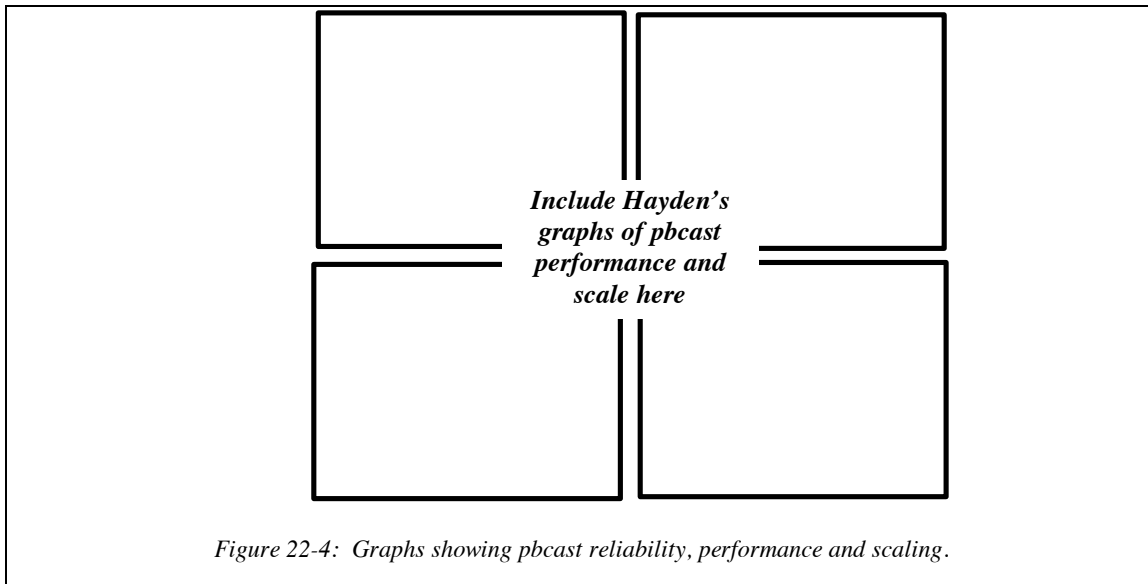 Include Hayden’s
graphs of pbcast
performance and
scale here
Figure 22-4:  Graphs showing pbcast reliability, performance and scaling.